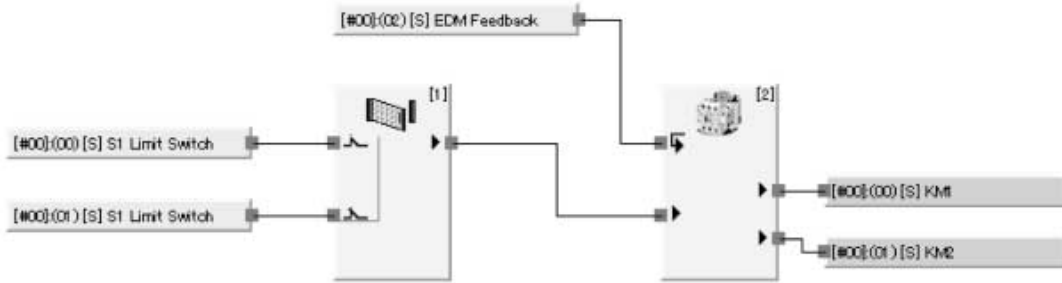 [#00]:(02) [S] EDM Feedback
[1]
[2]
[#00]:(00) [S] S1 Limit Switch
[#00]:(01) [S] S1 Limit Switch
[#00]:(00) [S] KM1
[#00]:(01) [S] KM2